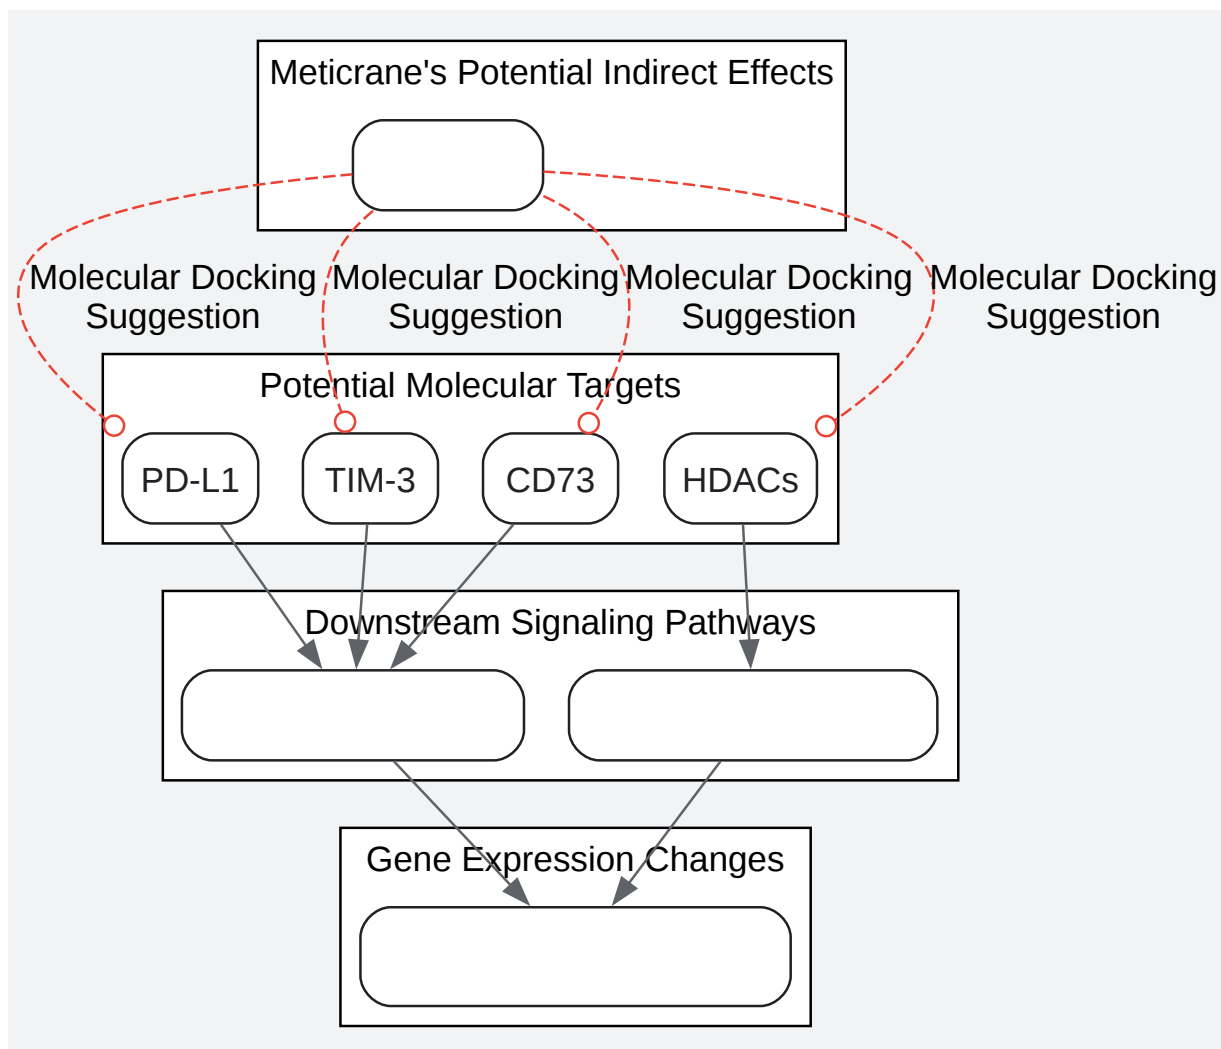 Meticrane's Potential Indirect Effects
Molecular Docking
Suggestion
Molecular Docking
Suggestion
Molecular Docking
Suggestion
Molecular Docking
Suggestion
Potential Molecular Targets
PD-L1
TIM-3
CD73
HDACs
Downstream Signaling Pathways
Gene Expression Changes